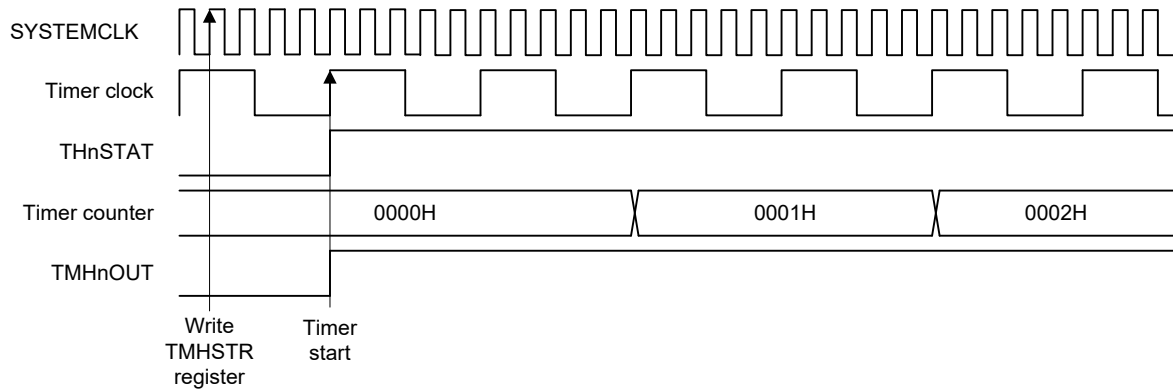 SYSTEMCLK
Timer clock
THnSTAT
Timer counter
0000H
0001H
0002H
TMHnOUT
Write
TMHSTR
register
Timer
start